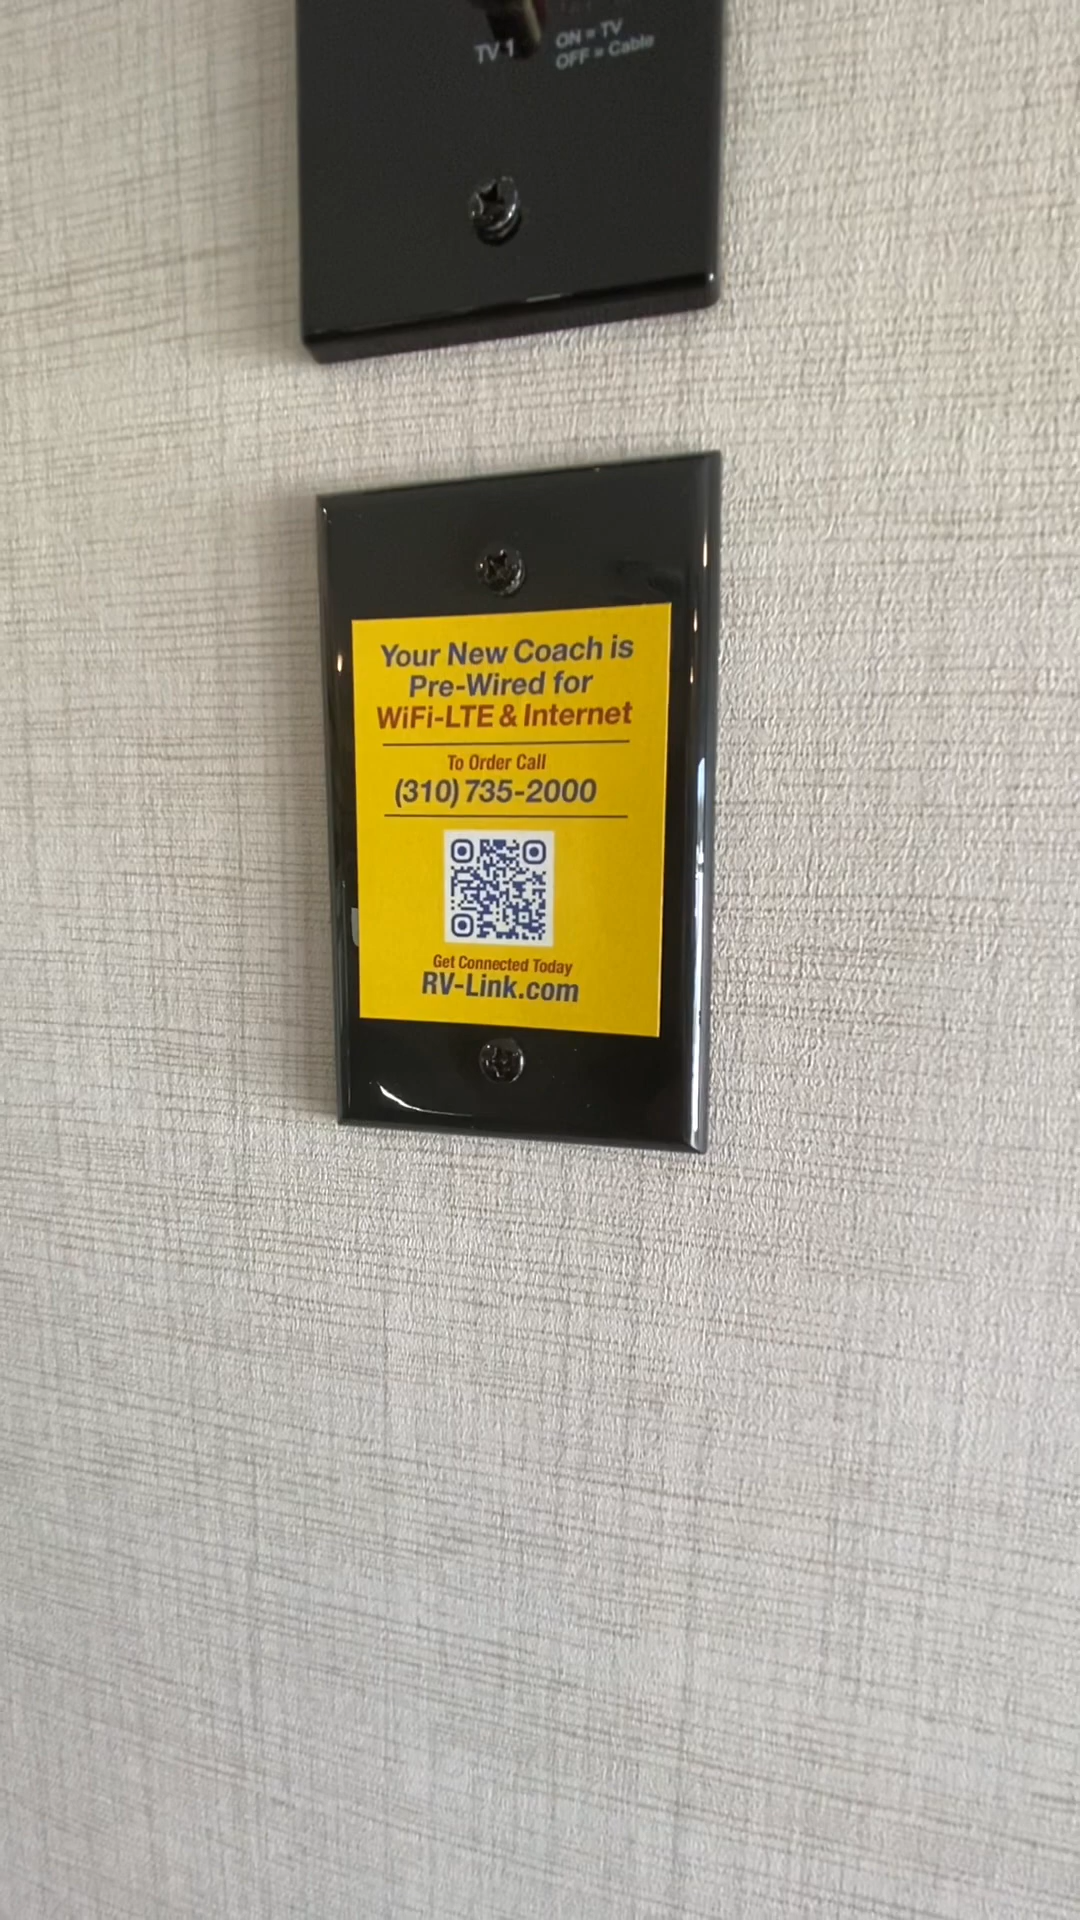 TV 1
ON = TV
OFF = Cable
Your New Coach is
Pre-Wired for
WiFi-LTE & Internet
To Order Call
(310) 735-2000
Get Connected Today
RV-Link.com